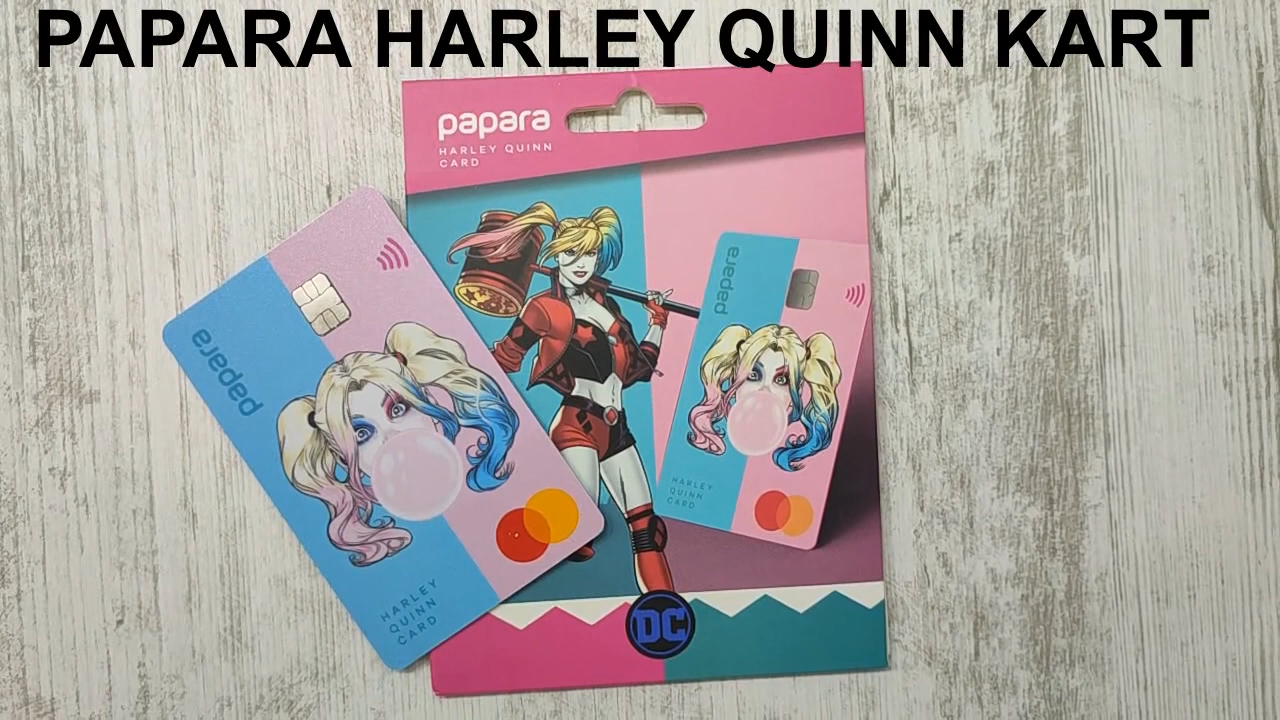 PAPARA HARLEY QUINN KART
papara
HARLEY QUINN
CARD
papara
HARLEY
QUINN
CARD
papara
HARLEY
QUINN
CARD
DC